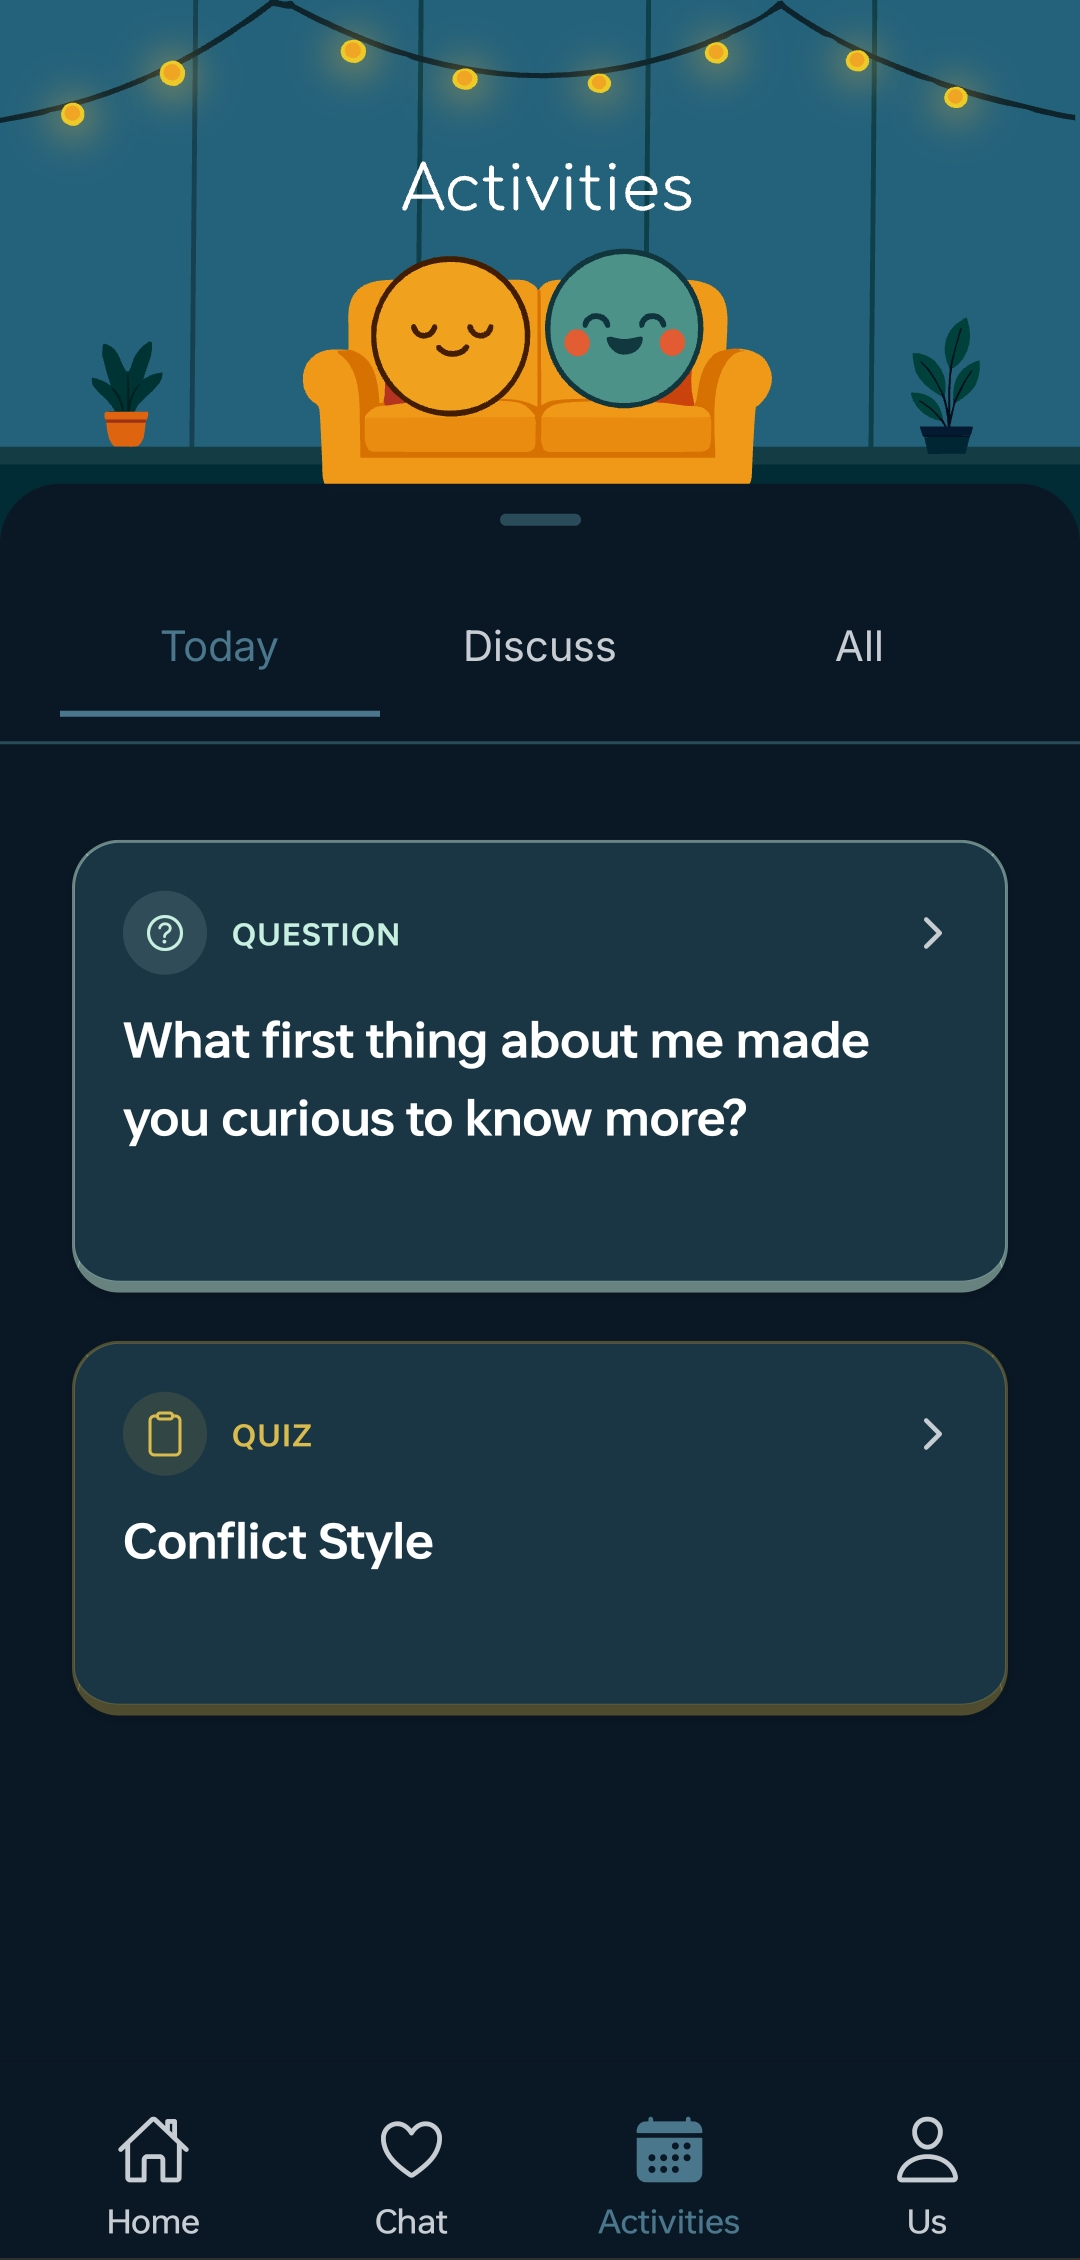 Activities
Today
Discuss
All
QUESTION
What first thing about me made
you curious to know more?
QUIZ
Conflict Style
Home
Chat
Activities
Us